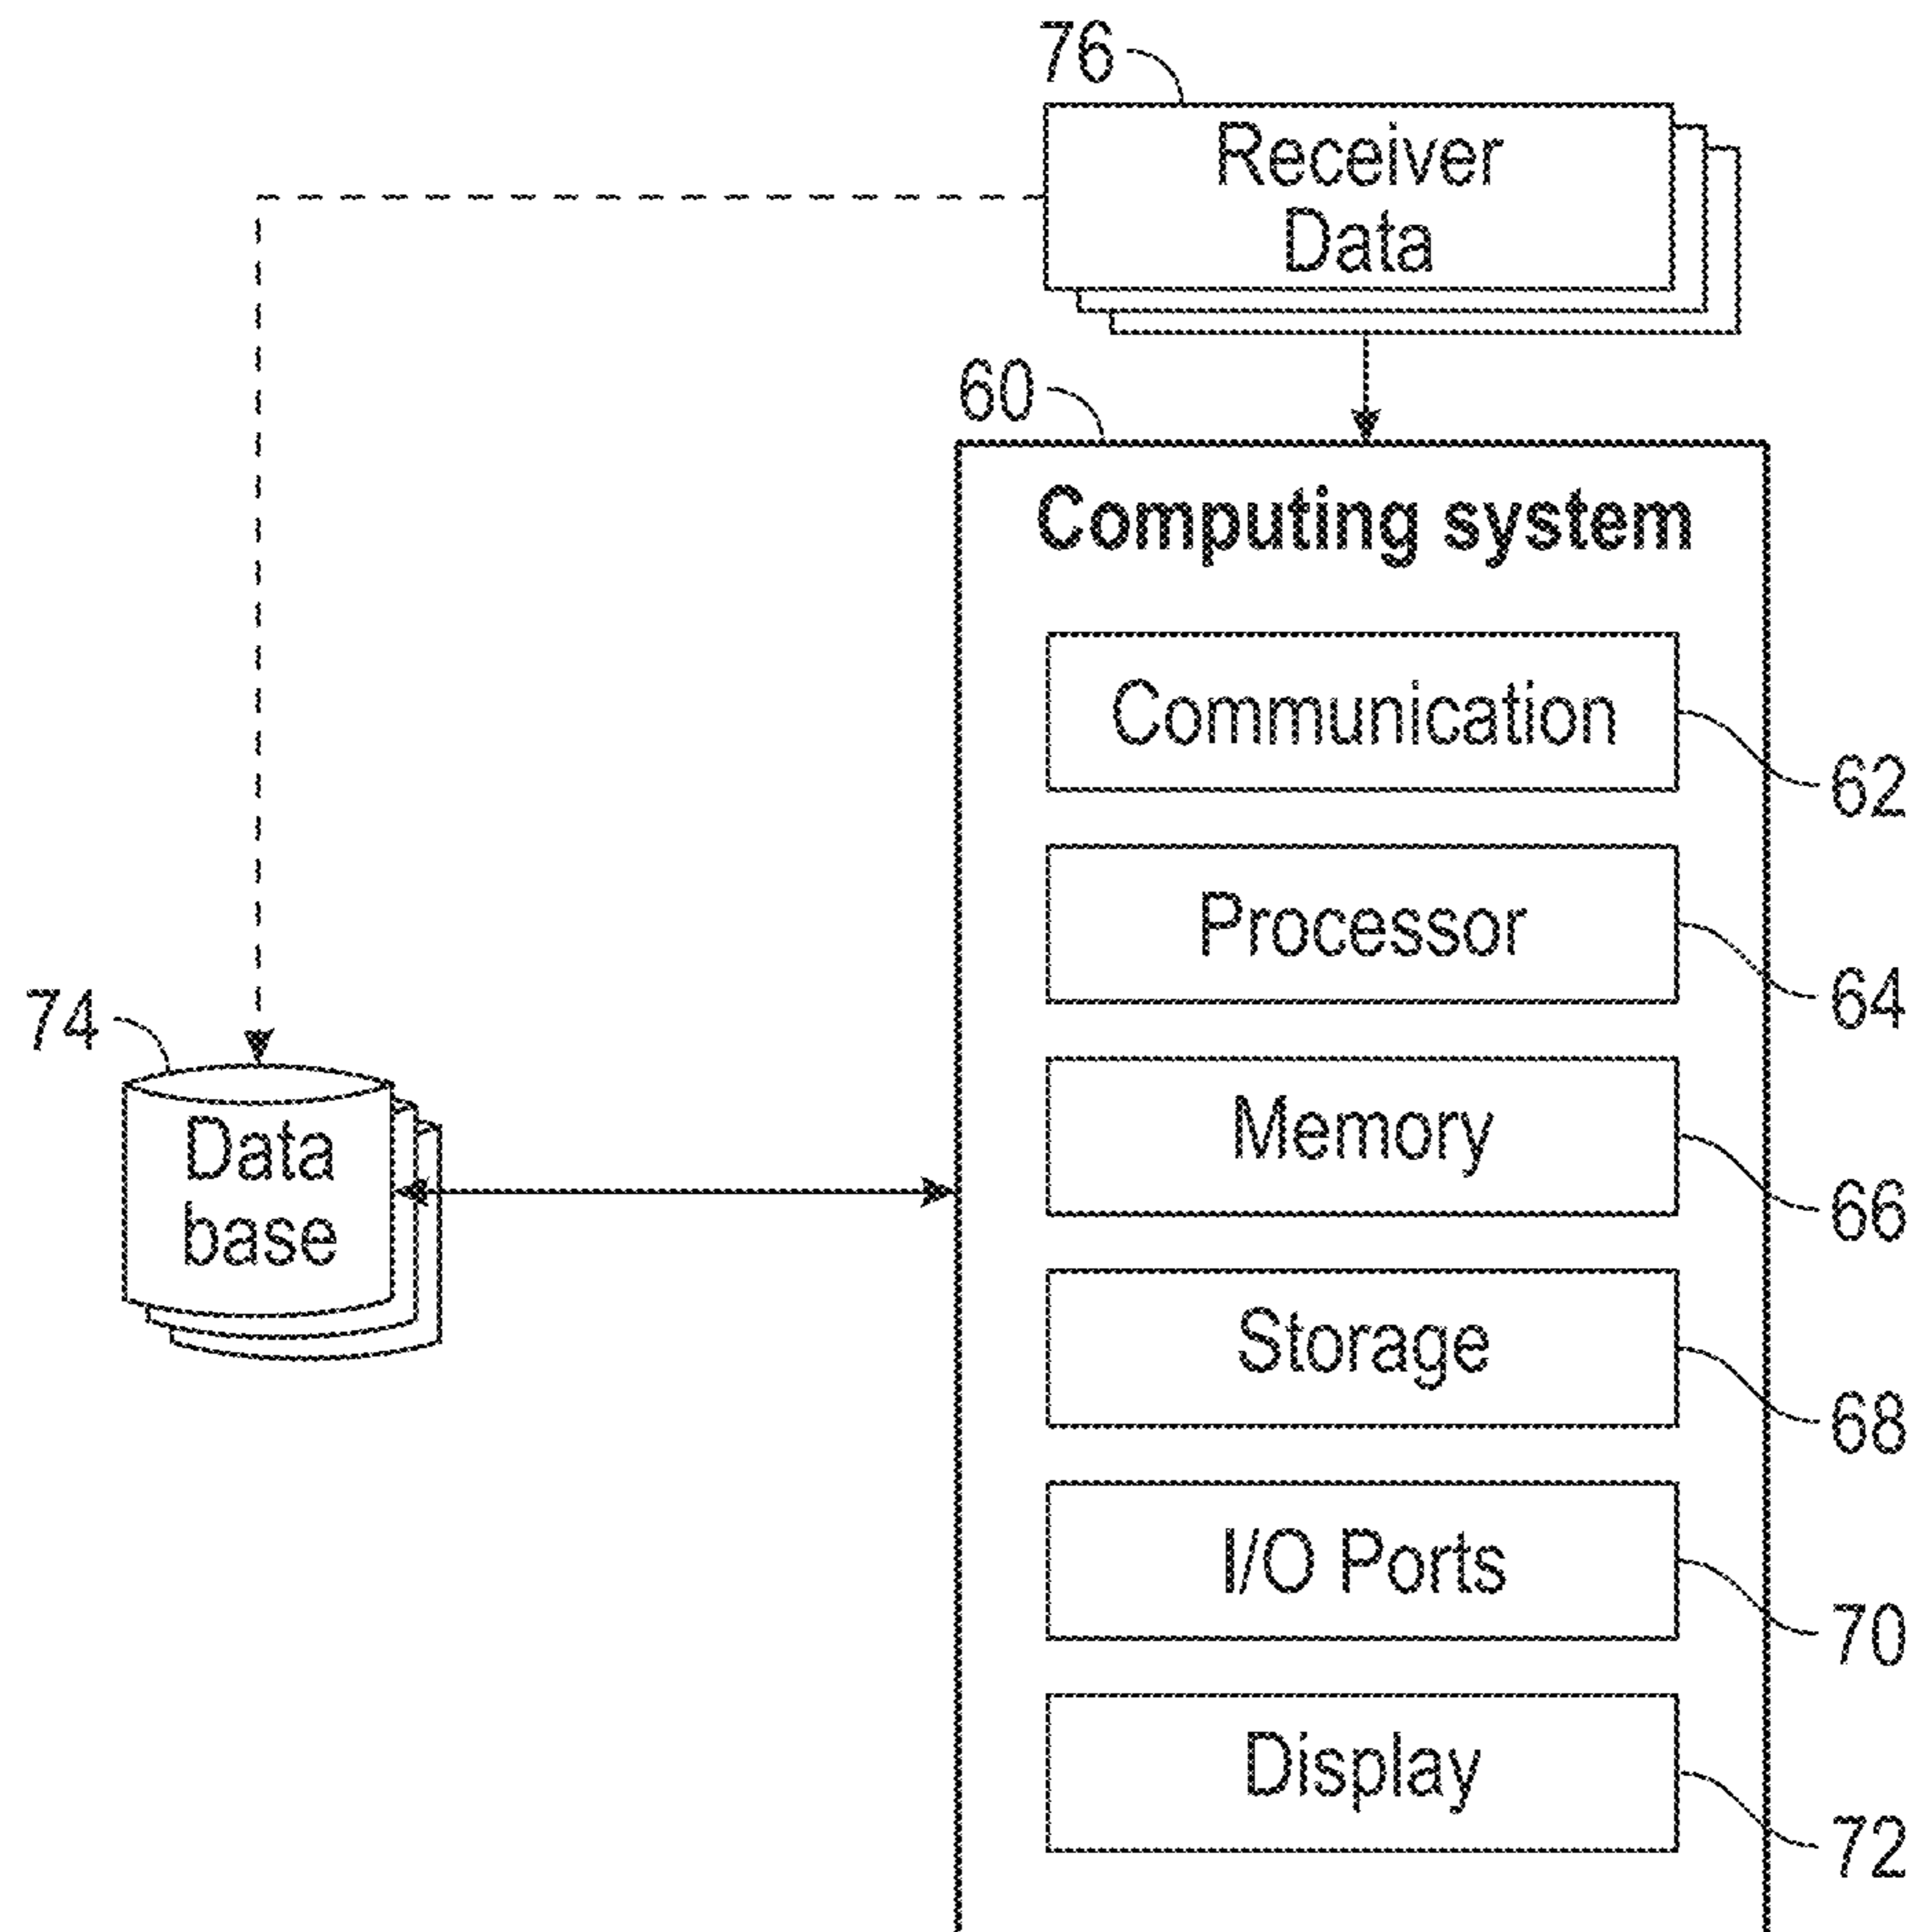 76
Receiver
Data
60
Computing system
Communication
62
Processor
64
74
Data
base
Memory
66
Storage
68
I/O Ports
70
Display
72